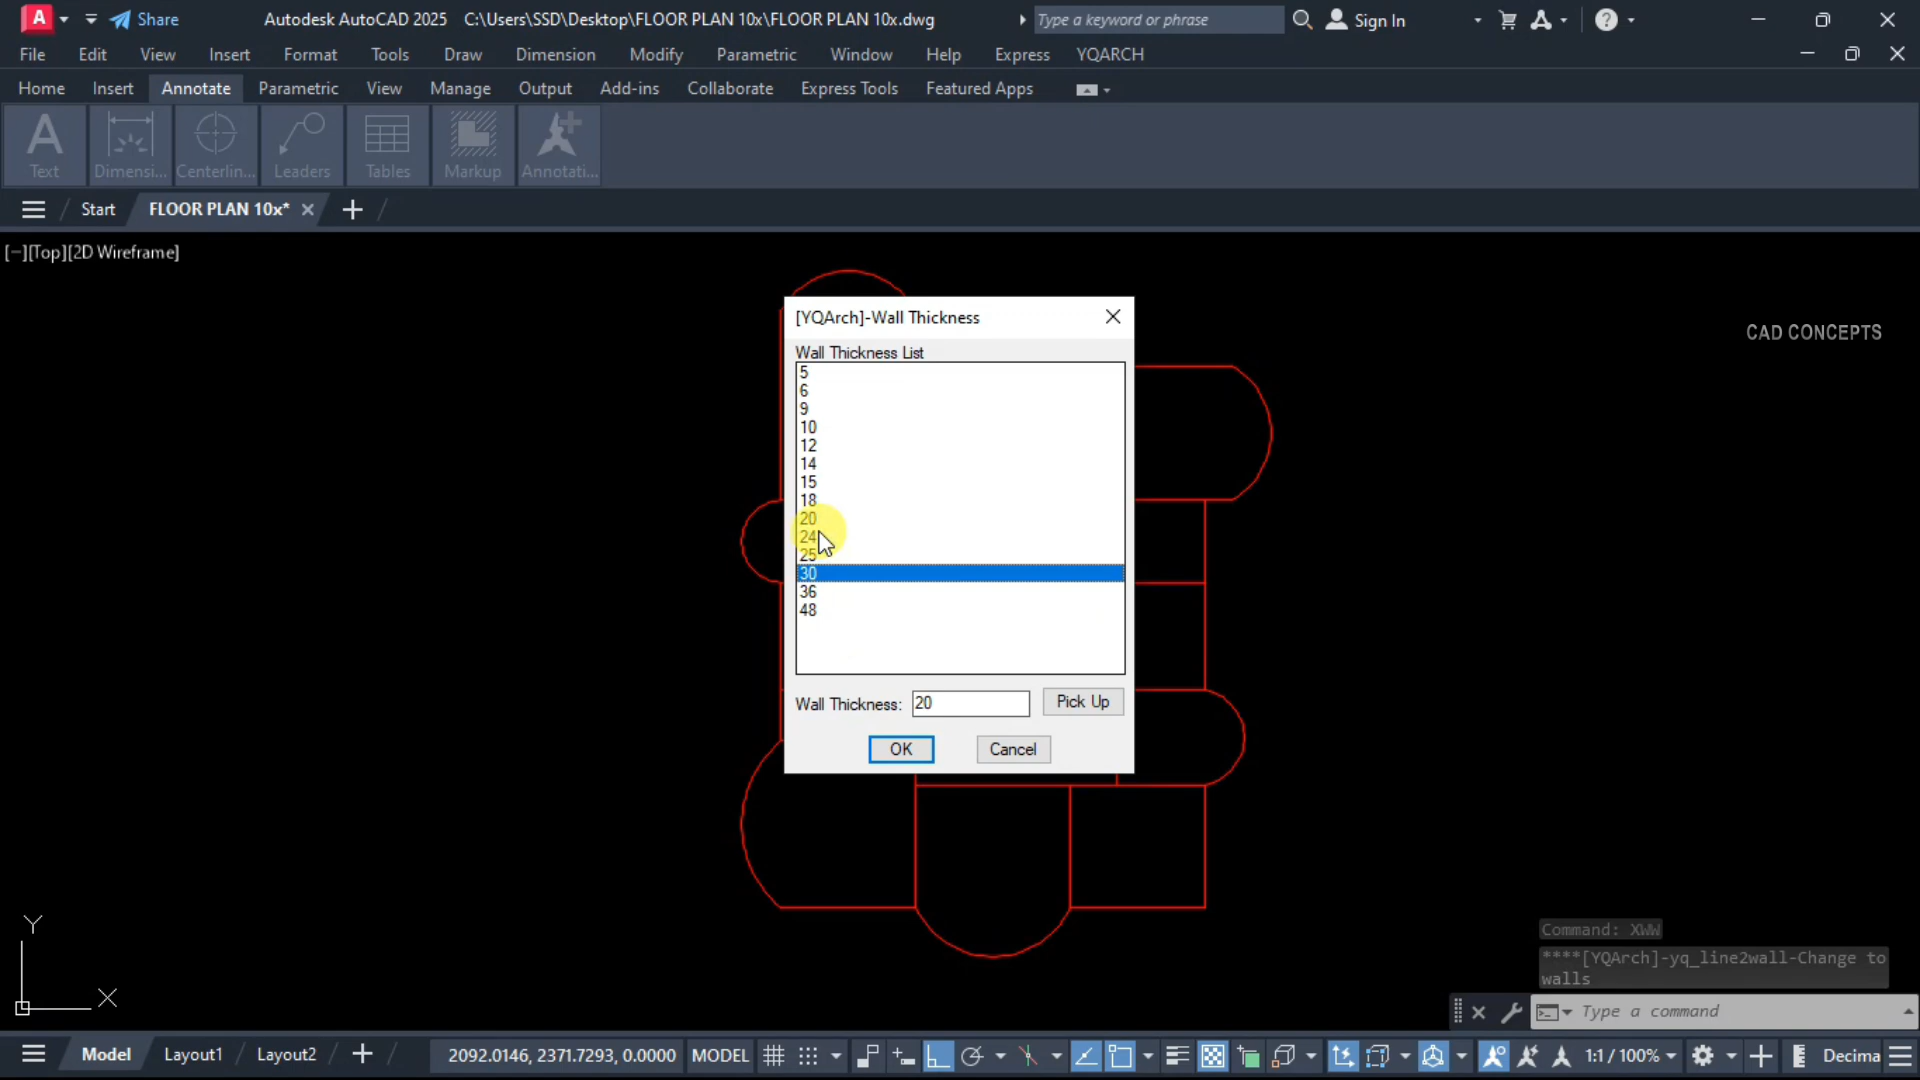 A Share Autodesk AutoCAD 2025 C:\Users\SSD\Desktop\FLOOR PLAN 10x\FLOOR PLAN 10x.dwg Type a keyword or phrase Sign In ?
File Edit View Insert Format Tools Draw Dimension Modify Parametric Window Help Express YQARCH
Home Insert Annotate Parametric View Manage Output Add-ins Collaborate Express Tools Featured Apps
A
Text Dimensi... Centerlin... Leaders Tables Markup Annotati...
Start FLOOR PLAN 10x*
[−][Top][2D Wireframe]
[YQArch]-Wall Thickness
CAD CONCEPTS
Wall Thickness List
5
6
9
10
12
14
15
18
20
24
25
30
36
48
Wall Thickness: 20 Pick Up
OK Cancel
Y
X
Command: XWW
****[YQArch]-yq_line2wall-Change to
walls
Type a command
Model Layout1 Layout2 2092.0146, 2371.7293, 0.0000 MODEL 1:1 / 100% Decima